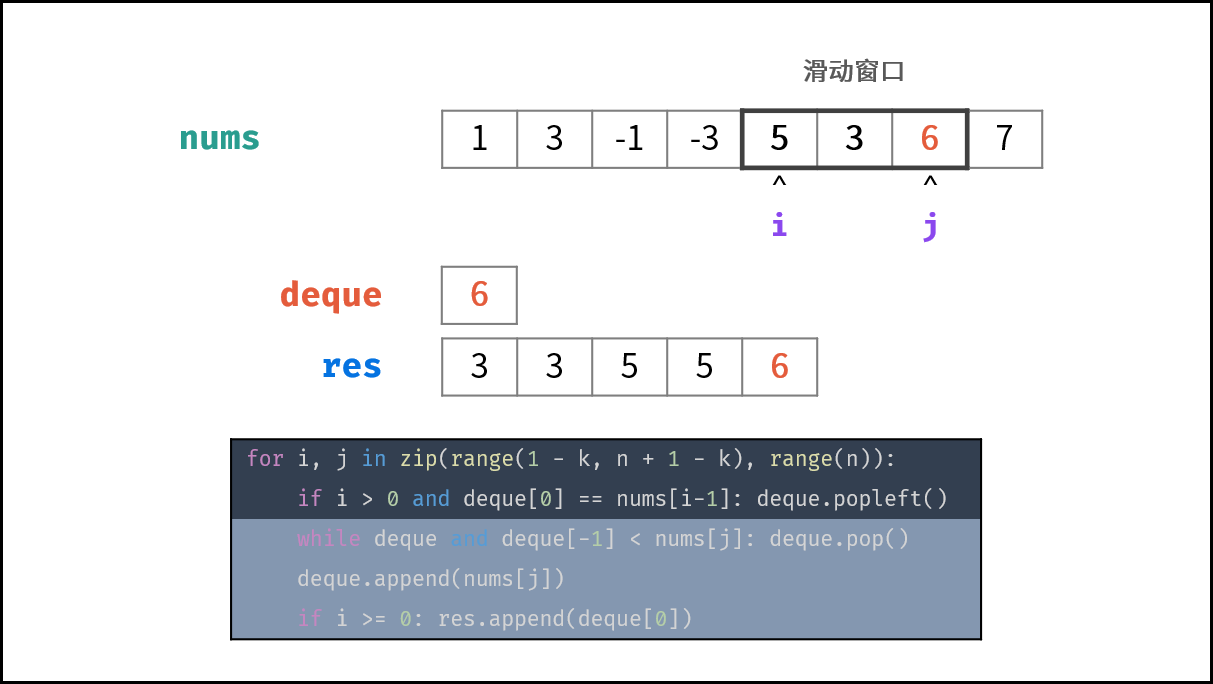 滑动窗口
nums 1 3 -1 -3 5 3 6 7
^ ^
i j
deque 6
res 3 3 5 5 6
for i, j in zip(range(1 - k, n + 1 - k), range(n)):
    if i > 0 and deque[0] == nums[i-1]: deque.popleft()
    while deque and deque[-1] < nums[j]: deque.pop()
    deque.append(nums[j])
    if i >= 0: res.append(deque[0])